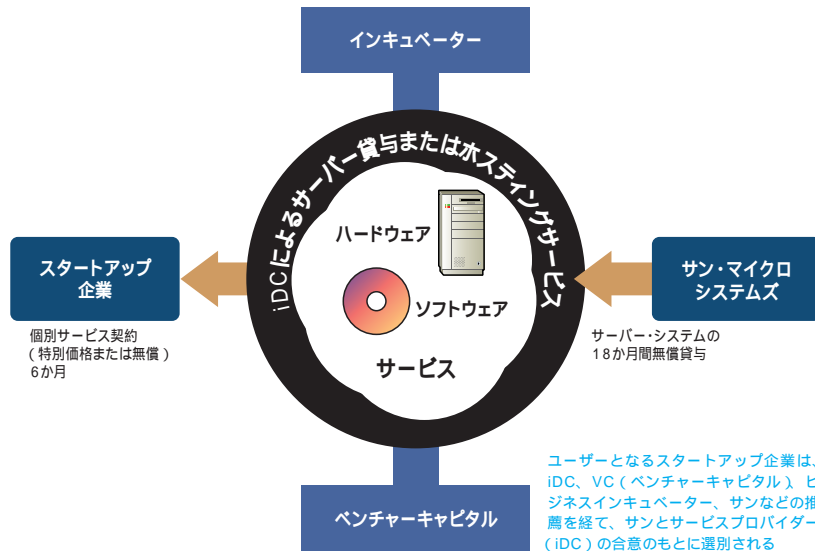 インキュベーター
iDCによるサーバー貸与またはホスティングサービス
ハードウェア
ソフトウェア
サービス
スタートアップ
企業
個別サービス契約
(特別価格または無償)
6か月
サン・マイクロ
システムズ
サーバー・システムの
18か月間無償貸与
ベンチャーキャピタル
ユーザーとなるスタートアップ企業は、
iDC、VC(ベンチャーキャピタル)、ビ
ジネスインキュベーター、サンなどの推
薦を経て、サンとサービスプロバイダー
(iDC)の合意のもとに選別される